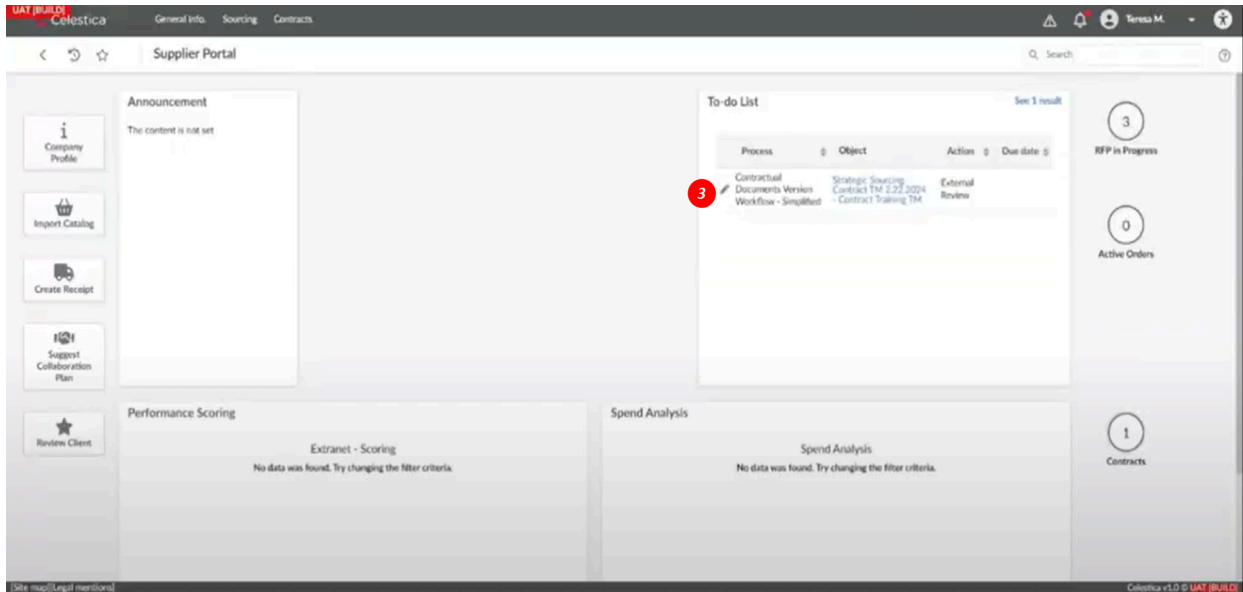 UAT [BUILD]
Celestica
General Info.
Sourcing
Contracts
Teresa M.
Supplier Portal
Search
Announcement
The content is not set
To-do List
See 1 result
Process
Object
Action
Due date
3
Contractual
Documents Version
Workflow - Simplified
Strategic Sourcing
Contract TM 2.22.2024
- Contract Training TM
External
Review
3
RFP in Progress
0
Active Orders
1
Contracts
i
Company
Profile
Import Catalog
Create Receipt
Suggest
Collaboration
Plan
Review Client
Performance Scoring
Extranet - Scoring
No data was found. Try changing the filter criteria.
Spend Analysis
Spend Analysis
No data was found. Try changing the filter criteria.
[Site map][Legal mentions]
Celestica v1.0 © UAT [BUILD]